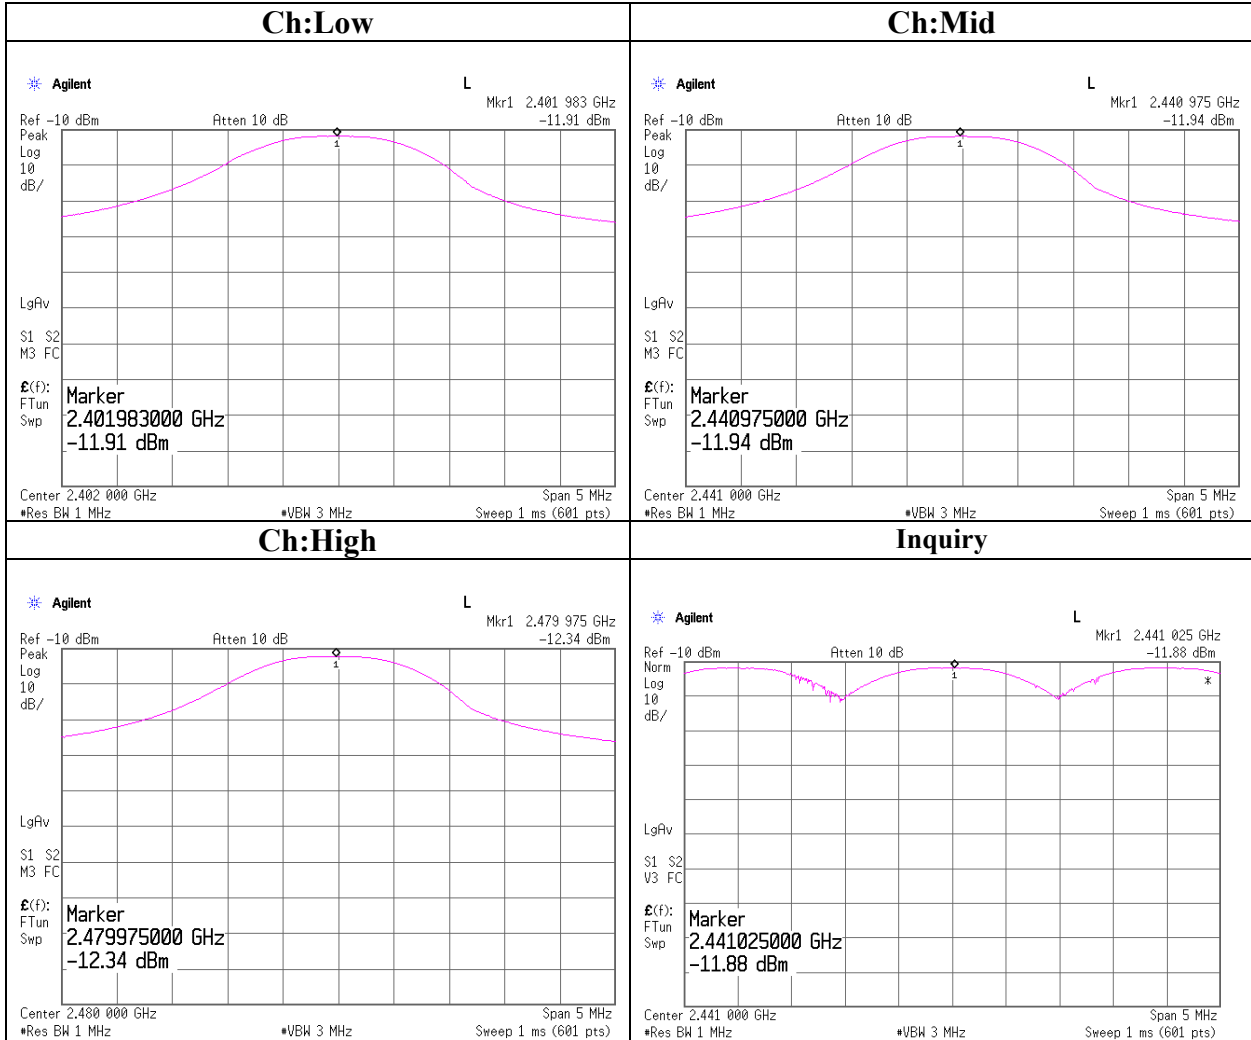 Ch:Low
Agilent
L
Mkr1 2.401 983 GHz
Ref -10 dBm
Atten 10 dB
-11.91 dBm
Peak
Log
10
dB/
1
LgAv
S1 S2
M3 FC
£(f):
FTun
Swp
Marker
2.401983000 GHz
-11.91 dBm
Center 2.402 000 GHz
Span 5 MHz
#Res BW 1 MHz
#VBW 3 MHz
Sweep 1 ms (601 pts)
Ch:Mid
Agilent
L
Mkr1 2.440 975 GHz
Ref -10 dBm
Atten 10 dB
-11.94 dBm
Peak
Log
10
dB/
1
LgAv
S1 S2
M3 FC
£(f):
FTun
Swp
Marker
2.440975000 GHz
-11.94 dBm
Center 2.441 000 GHz
Span 5 MHz
#Res BW 1 MHz
#VBW 3 MHz
Sweep 1 ms (601 pts)
Ch:High
Agilent
L
Mkr1 2.479 975 GHz
Ref -10 dBm
Atten 10 dB
-12.34 dBm
Peak
Log
10
dB/
1
LgAv
S1 S2
M3 FC
£(f):
FTun
Swp
Marker
2.479975000 GHz
-12.34 dBm
Center 2.480 000 GHz
Span 5 MHz
#Res BW 1 MHz
#VBW 3 MHz
Sweep 1 ms (601 pts)
Inquiry
Agilent
L
Mkr1 2.441 025 GHz
Ref -10 dBm
Atten 10 dB
-11.88 dBm
Norm
Log
10
dB/
1
*
LgAv
S1 S2
V3 FC
£(f):
FTun
Swp
Marker
2.441025000 GHz
-11.88 dBm
Center 2.441 000 GHz
Span 5 MHz
#Res BW 1 MHz
#VBW 3 MHz
Sweep 1 ms (601 pts)